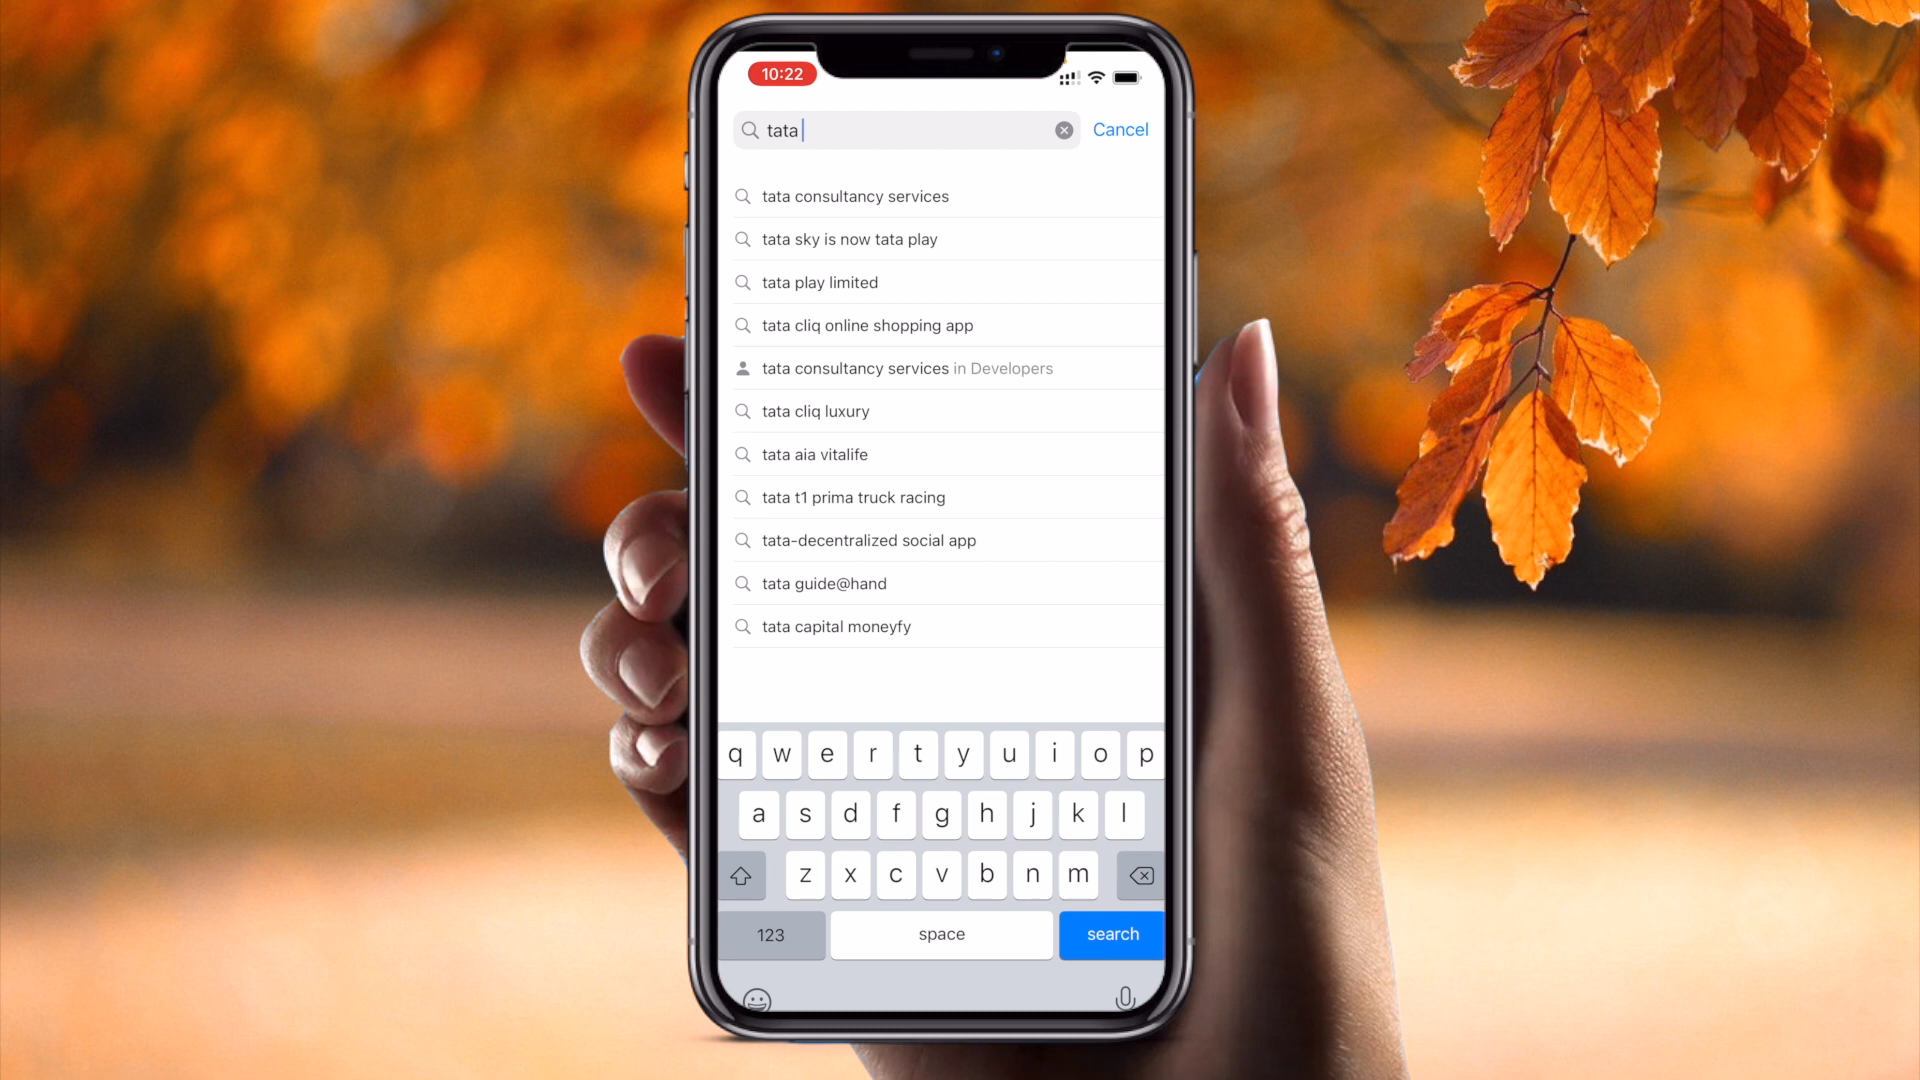 10:22
tata
Cancel
tata consultancy services
tata sky is now tata play
tata play limited
tata cliq online shopping app
tata consultancy services in Developers
tata cliq luxury
tata aia vitalife
tata t1 prima truck racing
tata-decentralized social app
tata guide@hand
tata capital moneyfy
q w e r t y u i o p
a s d f g h j k l
z x c v b n m
123 space search